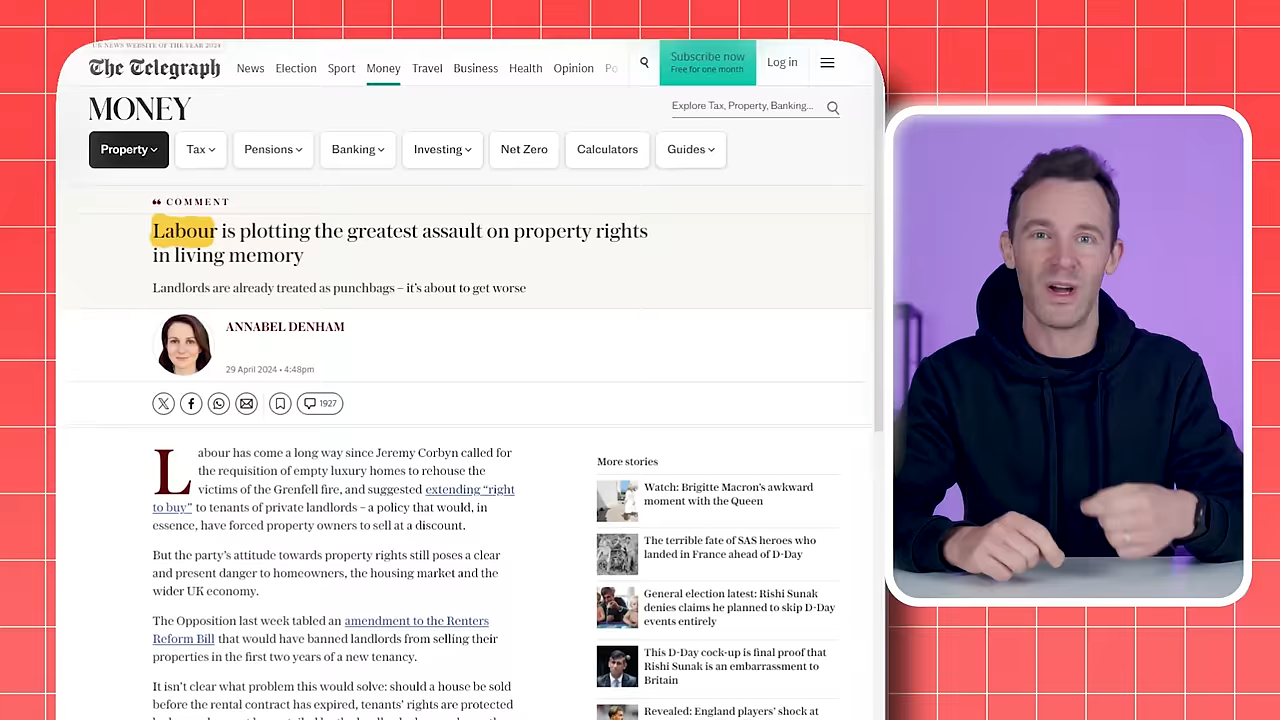 UK NEWS WEBSITE OF THE YEAR 2024
The Telegraph
News Election Sport Money Travel Business Health Opinion Po
Subscribe now
Free for one month
Log in
MONEY
Explore Tax, Property, Banking...
Property Tax Pensions Banking Investing Net Zero Calculators Guides
❝ COMMENT
Labour is plotting the greatest assault on property rights
in living memory
Landlords are already treated as punchbags – it's about to get worse
ANNABEL DENHAM
29 April 2024 • 4:48pm
1927
Labour has come a long way since Jeremy Corbyn called for
the requisition of empty luxury homes to rehouse the
victims of the Grenfell fire, and suggested extending “right
to buy” to tenants of private landlords – a policy that would, in
essence, have forced property owners to sell at a discount.
But the party's attitude towards property rights still poses a clear
and present danger to homeowners, the housing market and the
wider UK economy.
The Opposition last week tabled an amendment to the Renters
Reform Bill that would have banned landlords from selling their
properties in the first two years of a new tenancy.
It isn't clear what problem this would solve: should a house be sold
before the rental contract has expired, tenants' rights are protected
More stories
Watch: Brigitte Macron's awkward
moment with the Queen
The terrible fate of SAS heroes who
landed in France ahead of D-Day
General election latest: Rishi Sunak
denies claims he planned to skip D-Day
events entirely
This D-Day cock-up is final proof that
Rishi Sunak is an embarrassment to
Britain
Revealed: England players' shock at